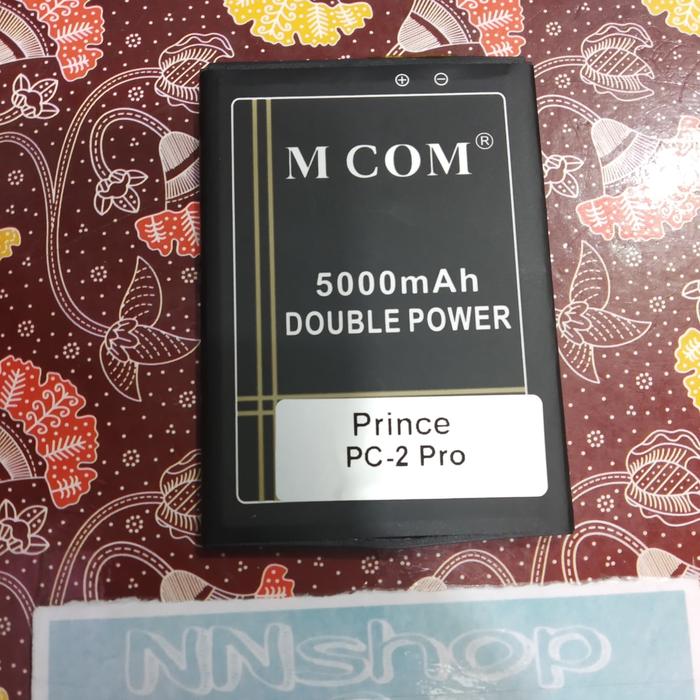 ⊕ ⊖
M COM®
5000mAh
DOUBLE POWER
Prince
PC-2 Pro
NNshop